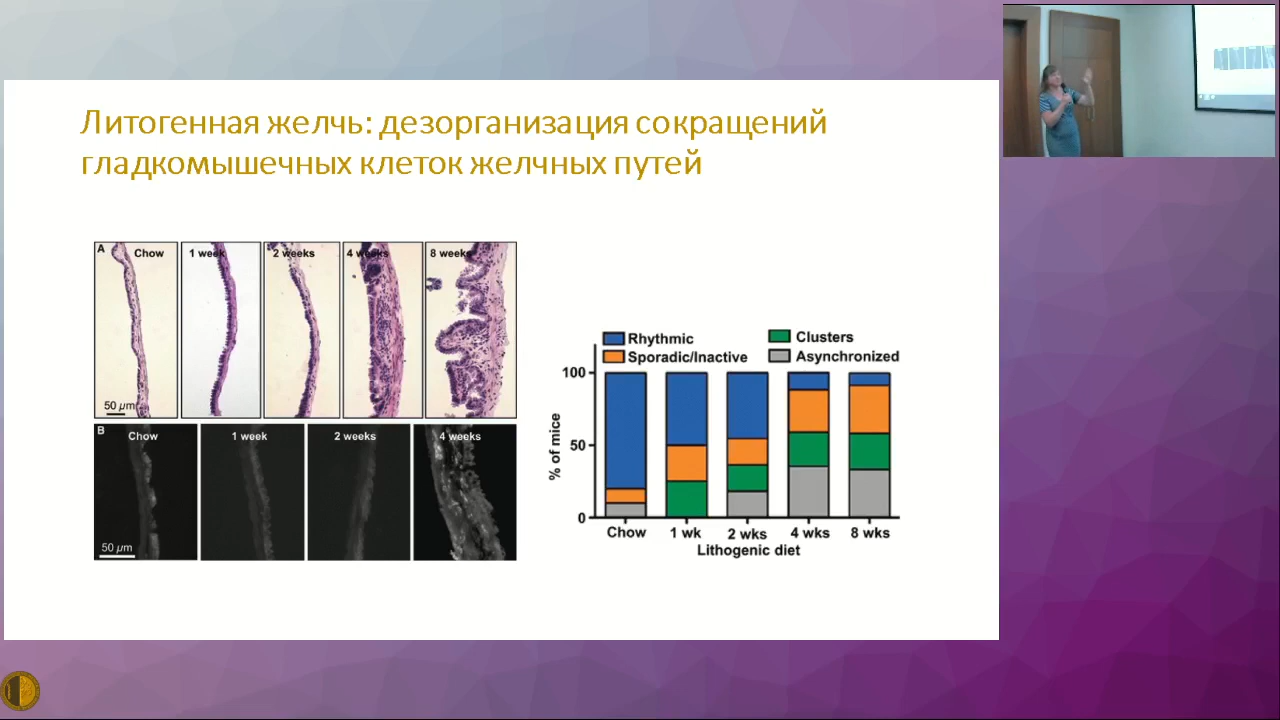 Литогенная желчь: дезорганизация сокращений
гладкомышечных клеток желчных путей
A
Chow
1 week
2 weeks
4 weeks
8 weeks
50 µm
B
Chow
1 week
2 weeks
4 weeks
50 µm
Rhythmic
Clusters
Sporadic/Inactive
Asynchronized
% of mice
100
50
0
Chow
1 wk
2 wks
4 wks
8 wks
Lithogenic diet